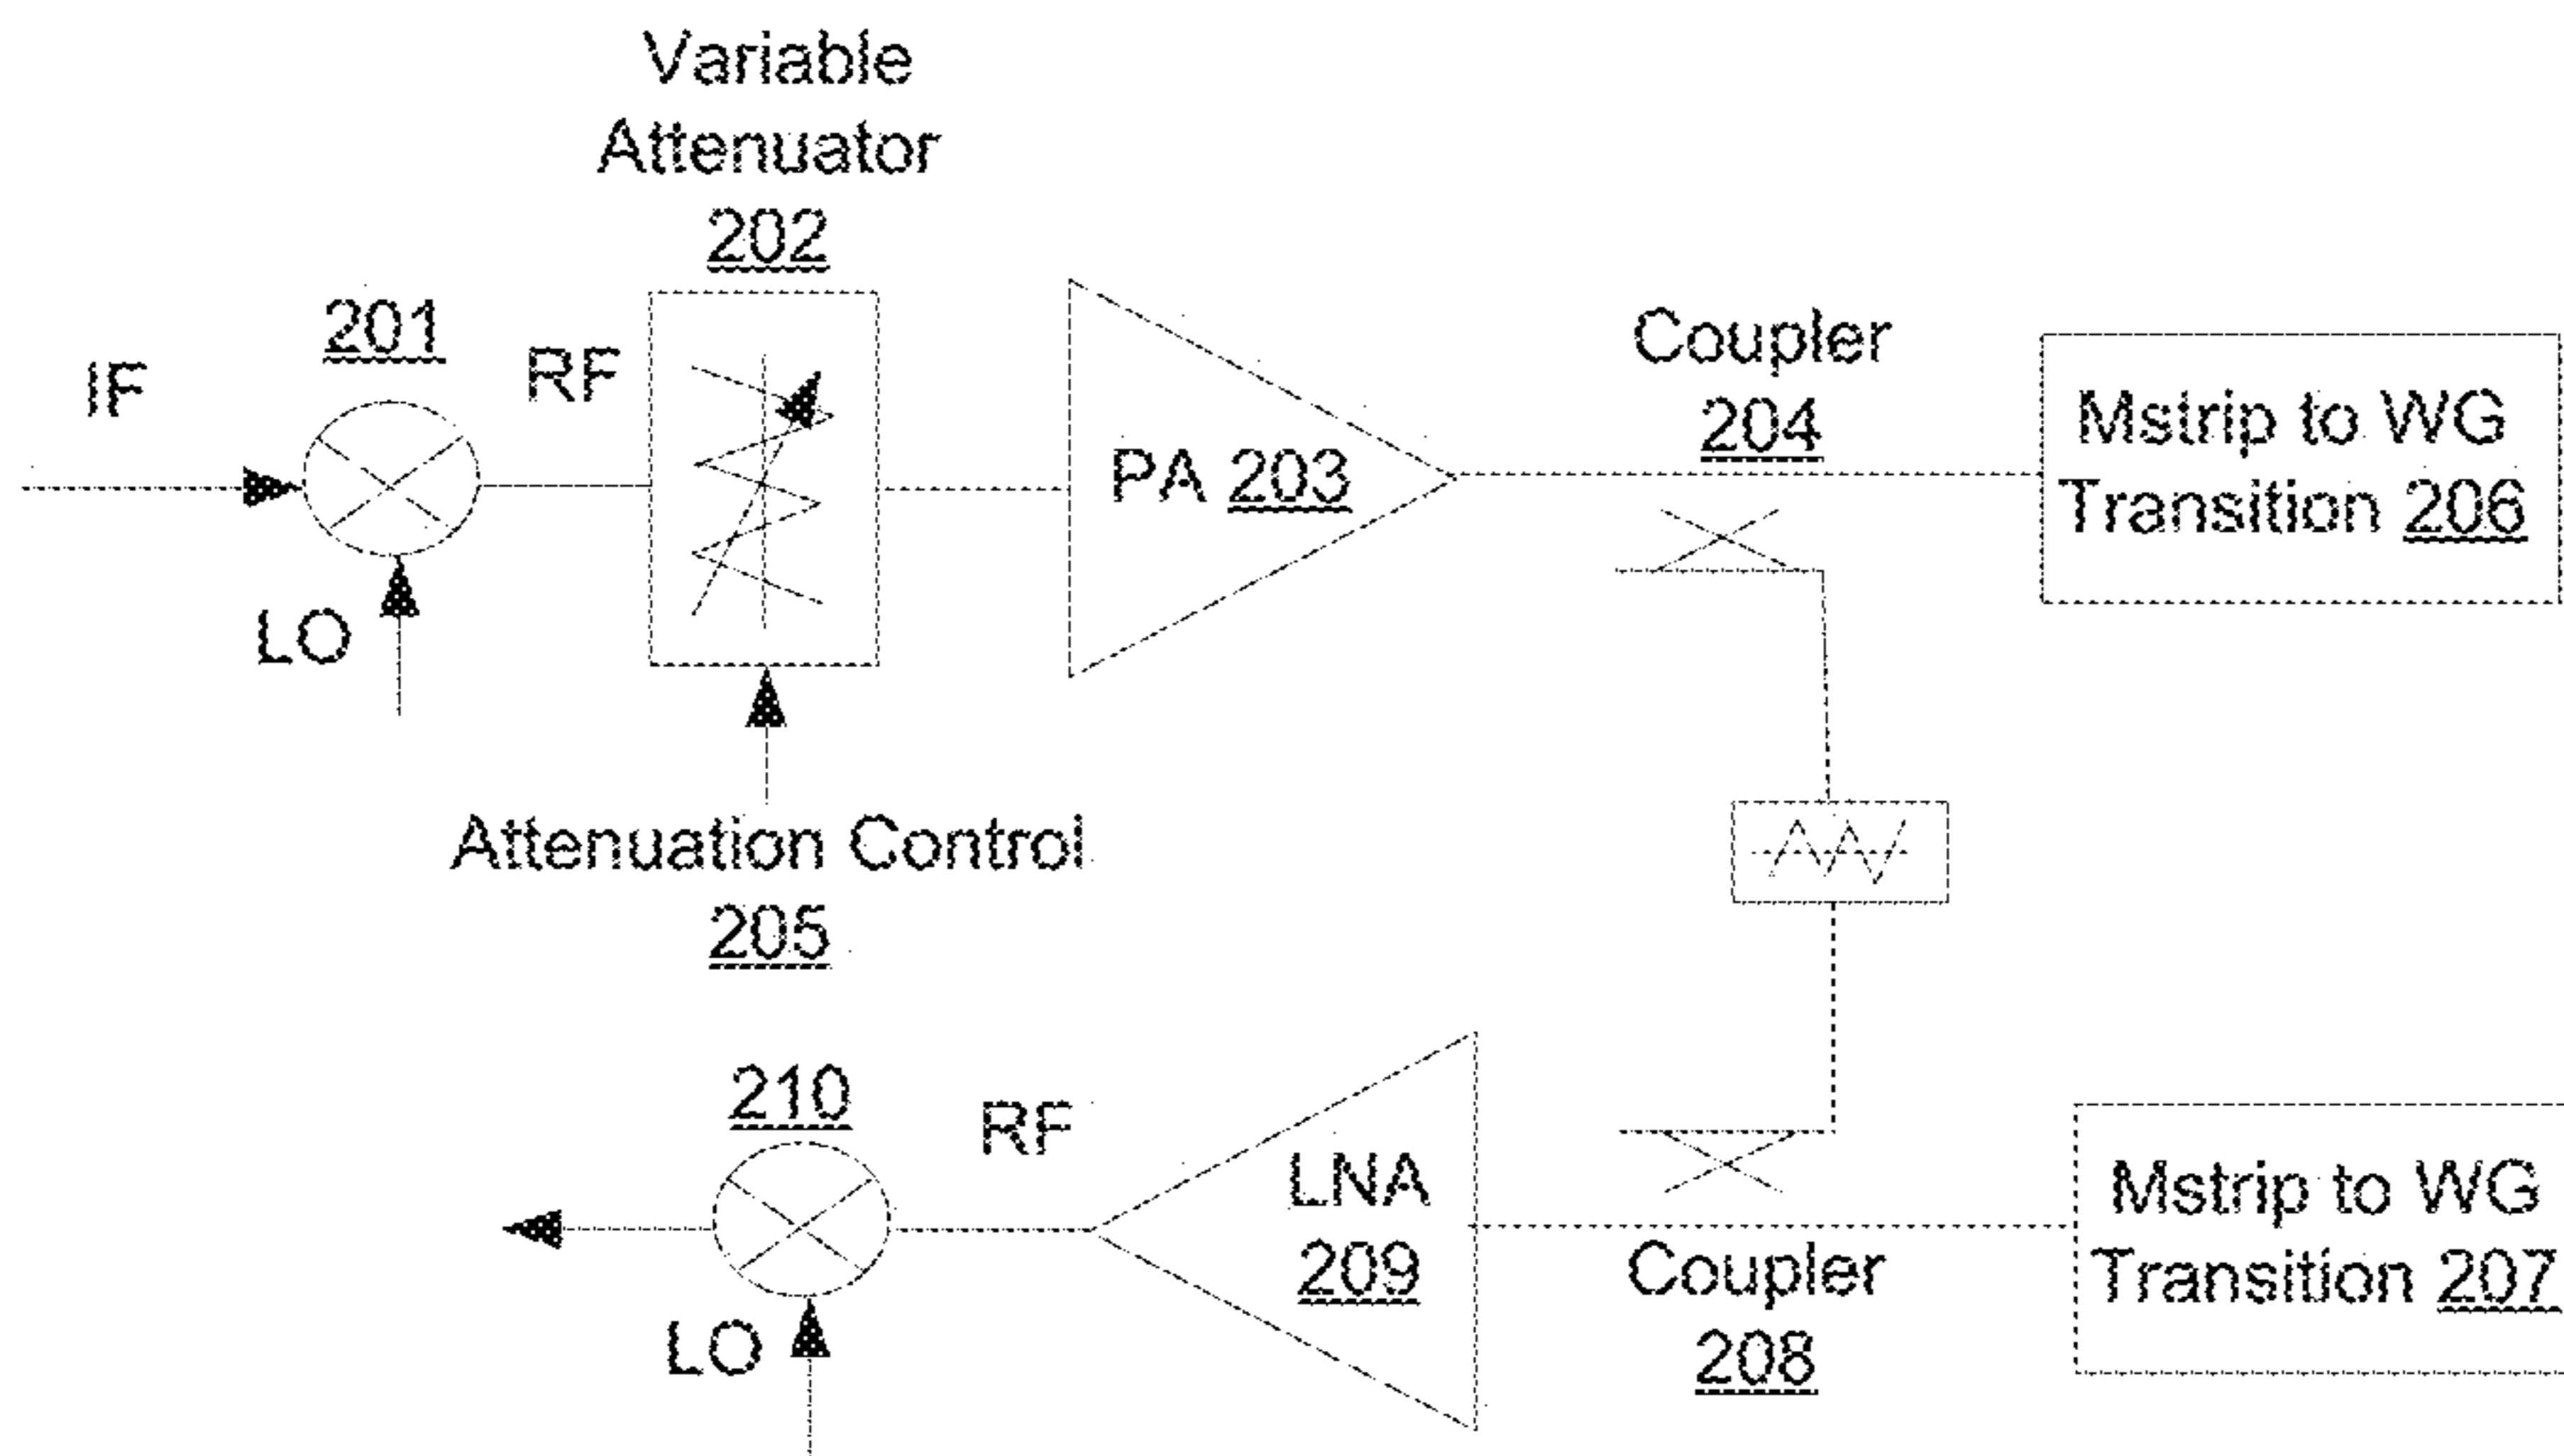 Variable
Attenuator
202
201
IF
RF
LO
PA 203
Coupler
204
Mstrip to WG
Transition 206
Attenuation Control
205
210
RF
LO
LNA
209
Coupler
208
Mstrip to WG
Transition 207